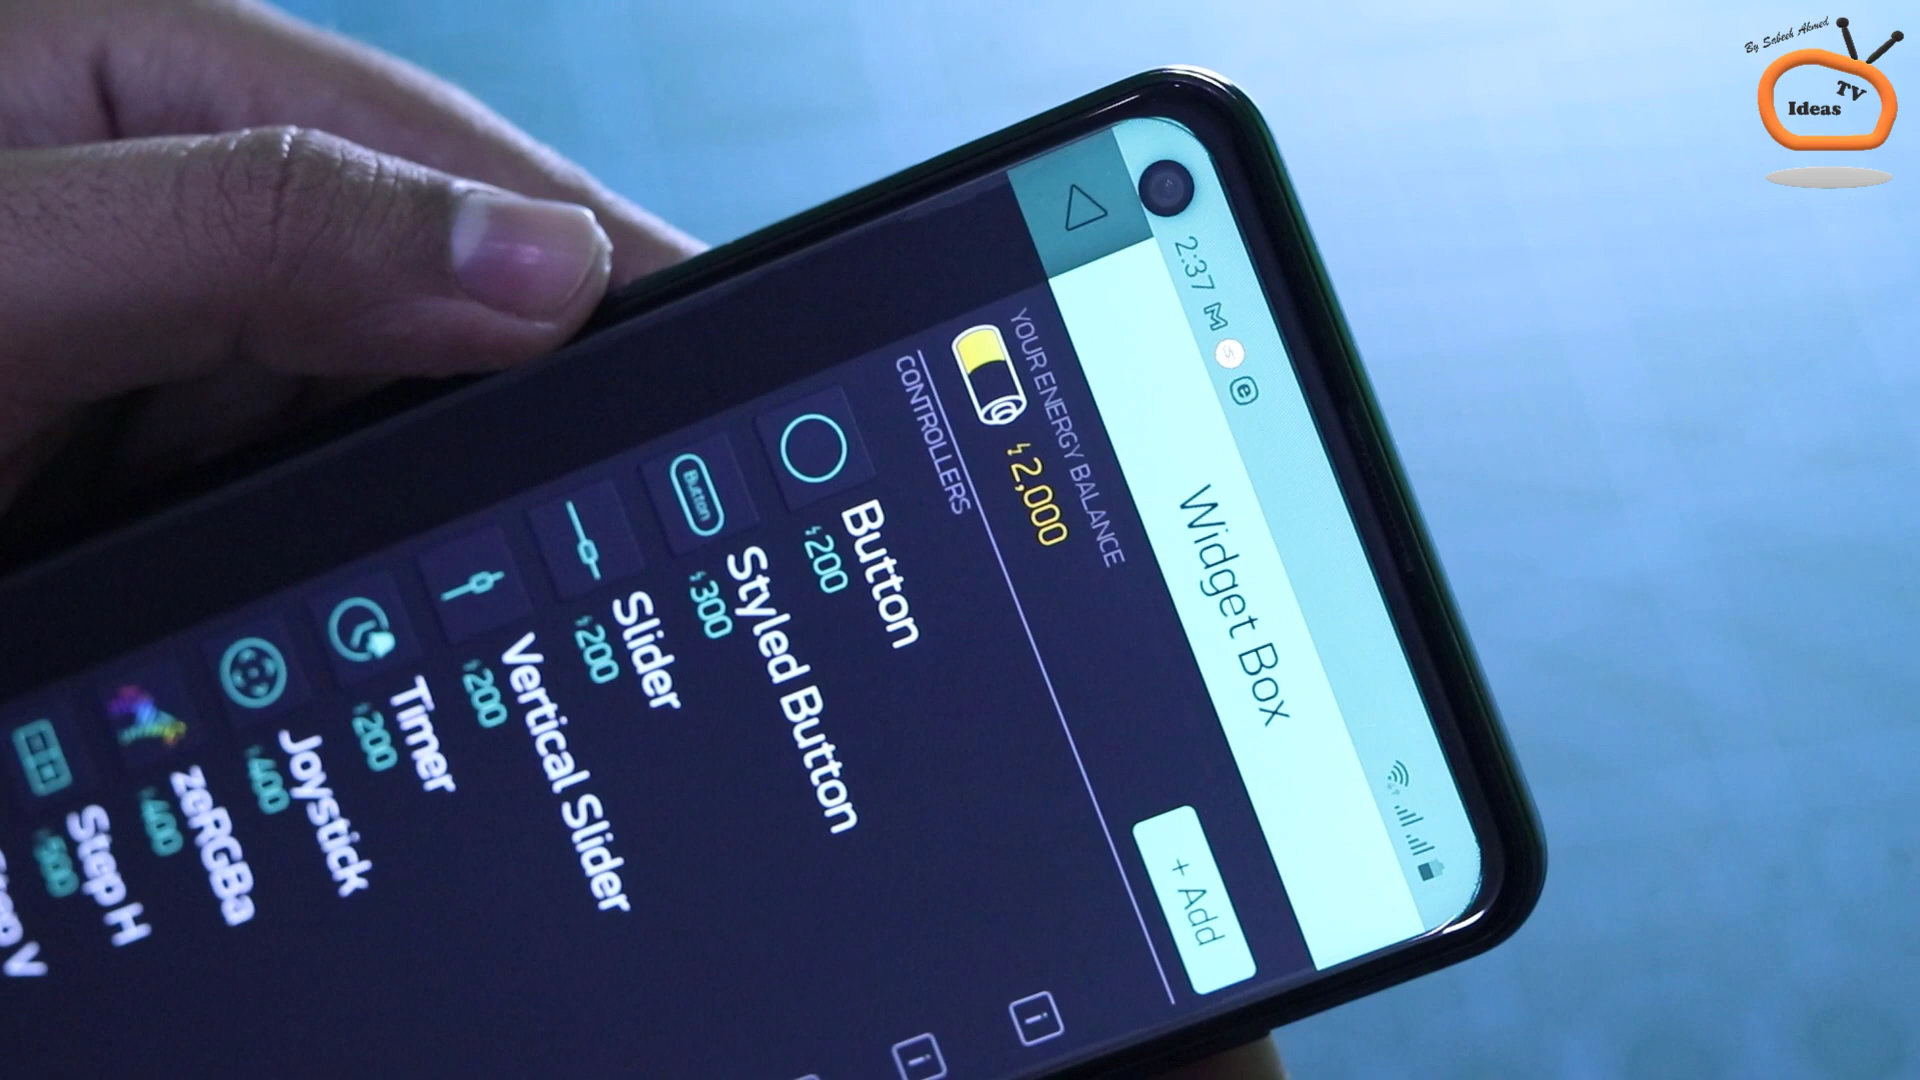 2:37
Widget Box
YOUR ENERGY BALANCE
2,000
+ Add
CONTROLLERS
Button
200
Button
Styled Button
300
Slider
200
Vertical Slider
200
Timer
200
Joystick
400
zeRGBa
400
Step H
500
By Sabeeh Ahmed
Ideas TV